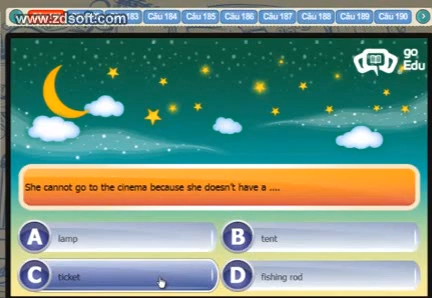 www.zdsoft.com 183 Câu 184 Câu 185 Câu 186 Câu 187 Câu 188 Câu 189 Câu 190
go
Edu
She cannot go to the cinema because she doesn't have a ....
A lamp B tent
C ticket D fishing rod